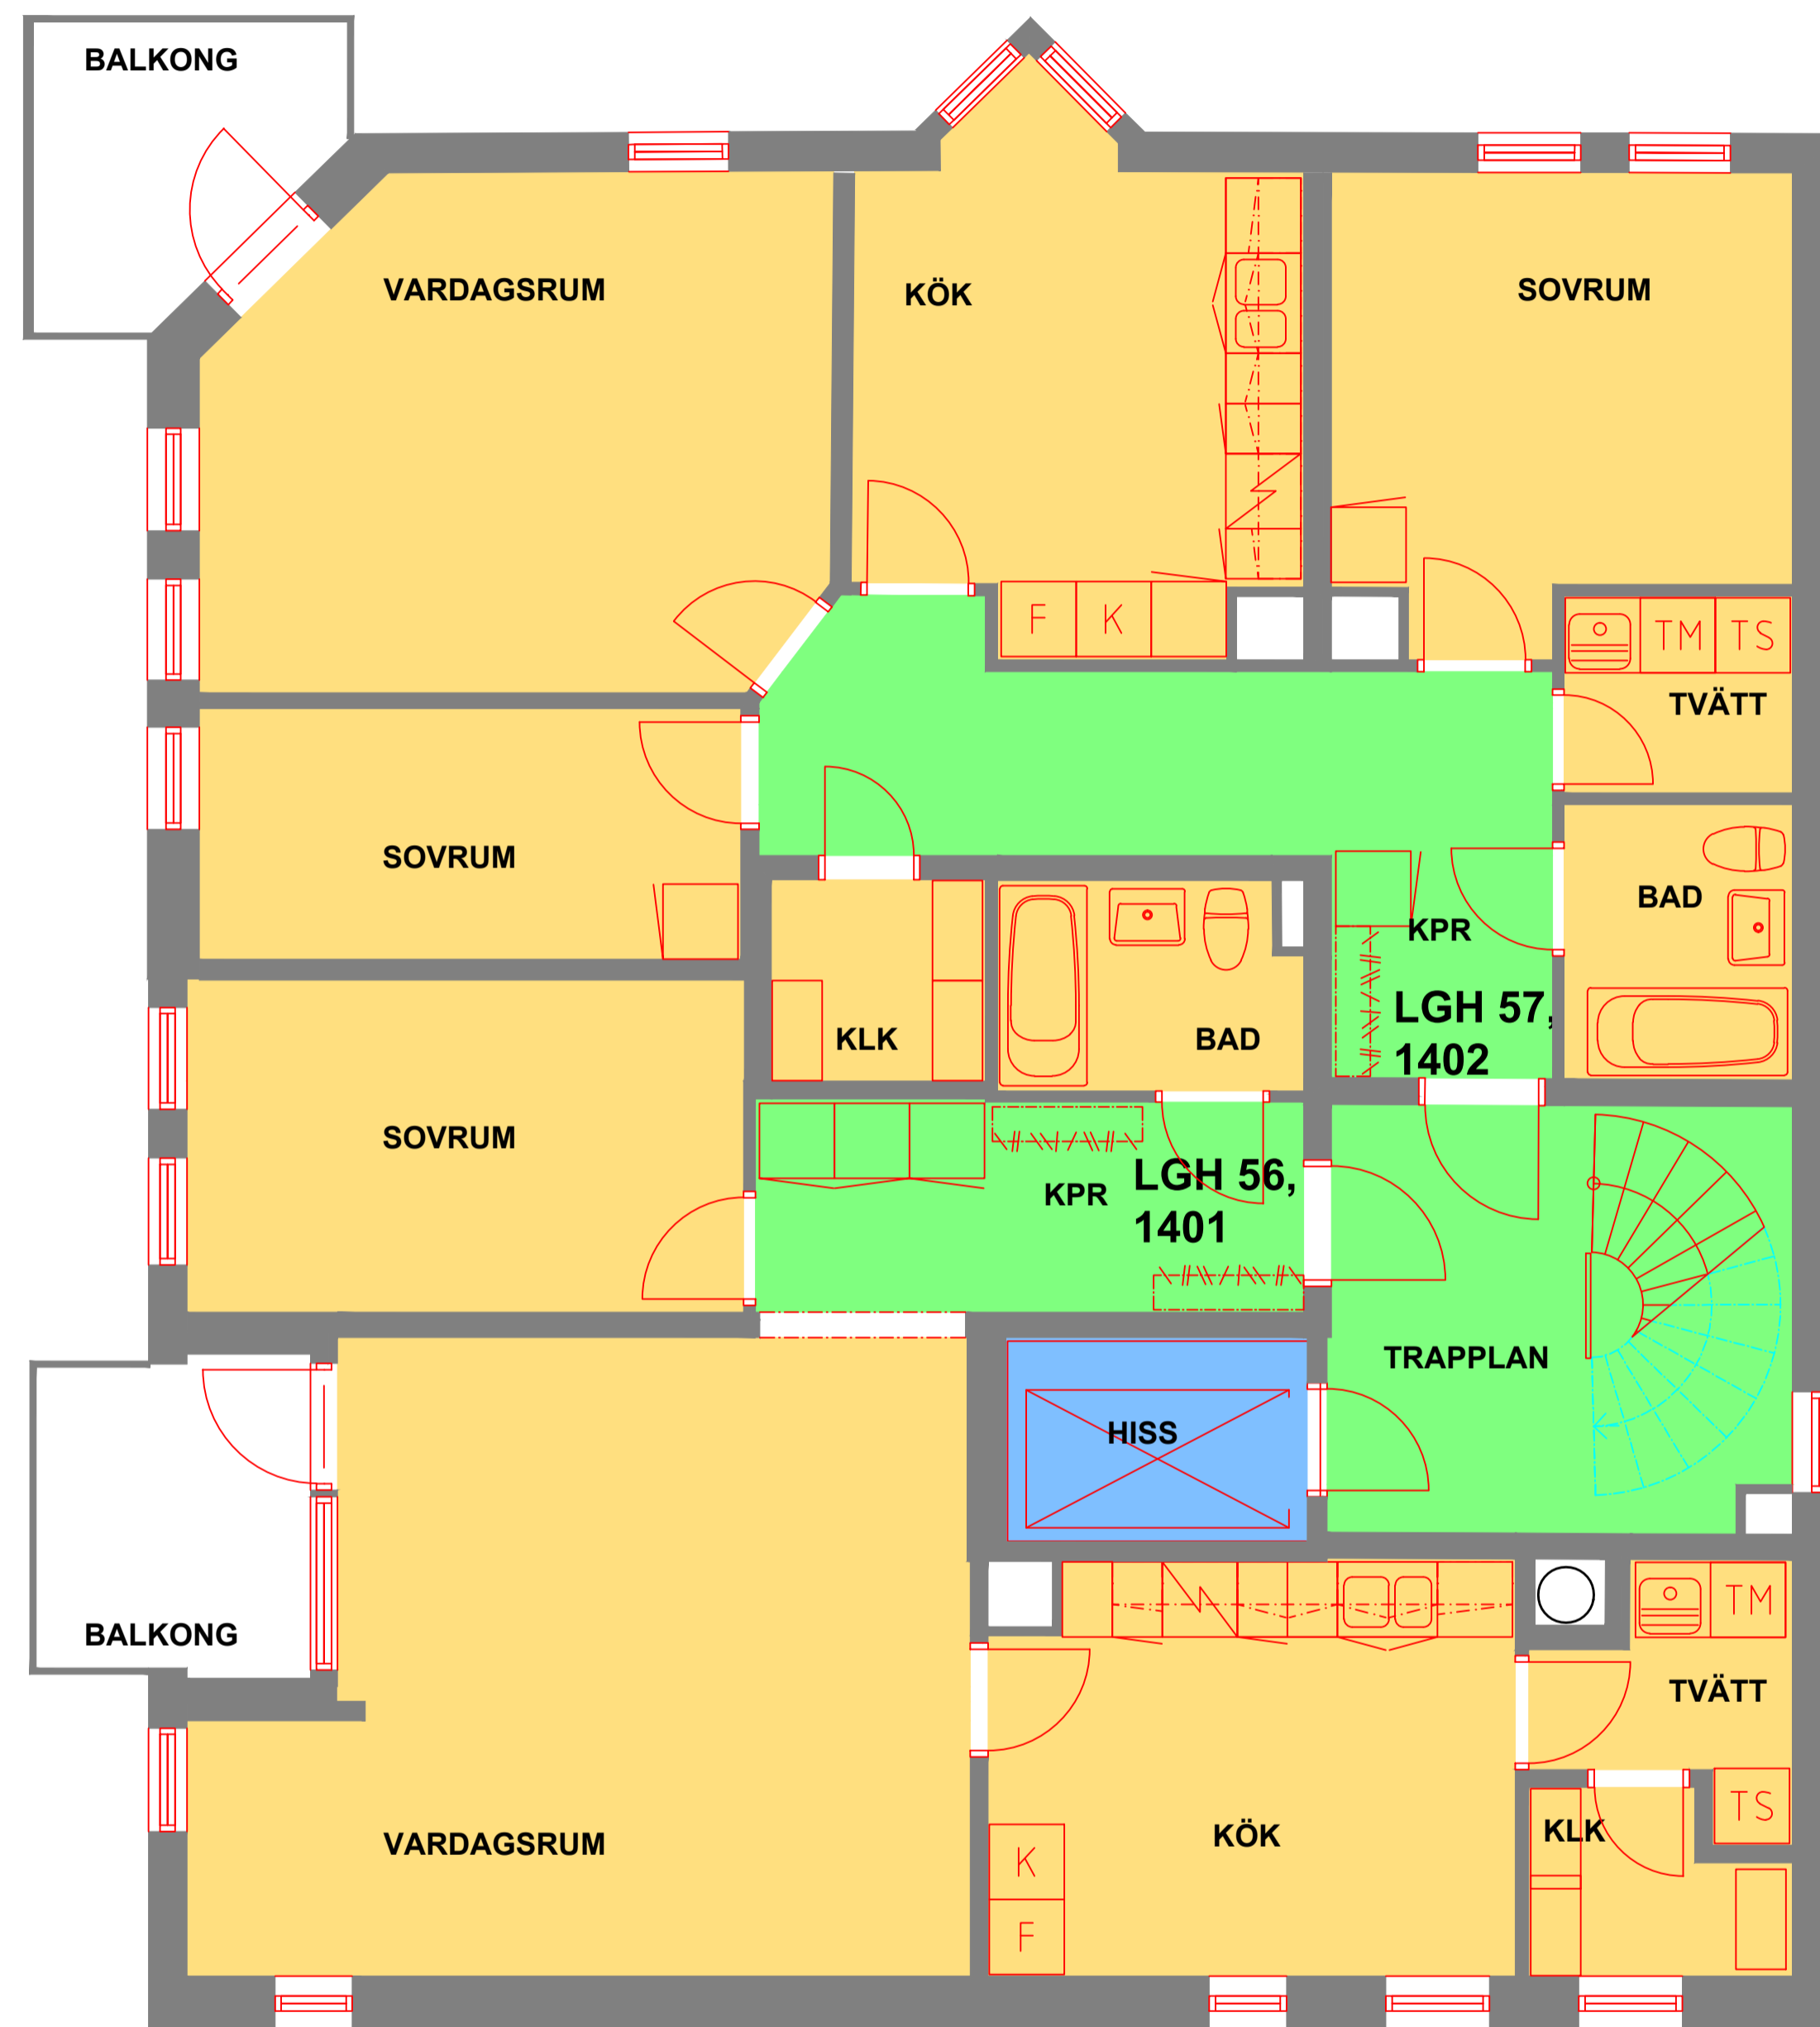 BALKONG
VARDAGSRUM
KÖK
SOVRUM
F K
TM TS
TVÄTT
SOVRUM
BAD
KPR
LGH 57,
1402
KLK
BAD
SOVRUM
KPR
LGH 56,
1401
TRAPPLAN
HISS
BALKONG
TM
TVÄTT
TS
KLK
KÖK
VARDAGSRUM
K
F